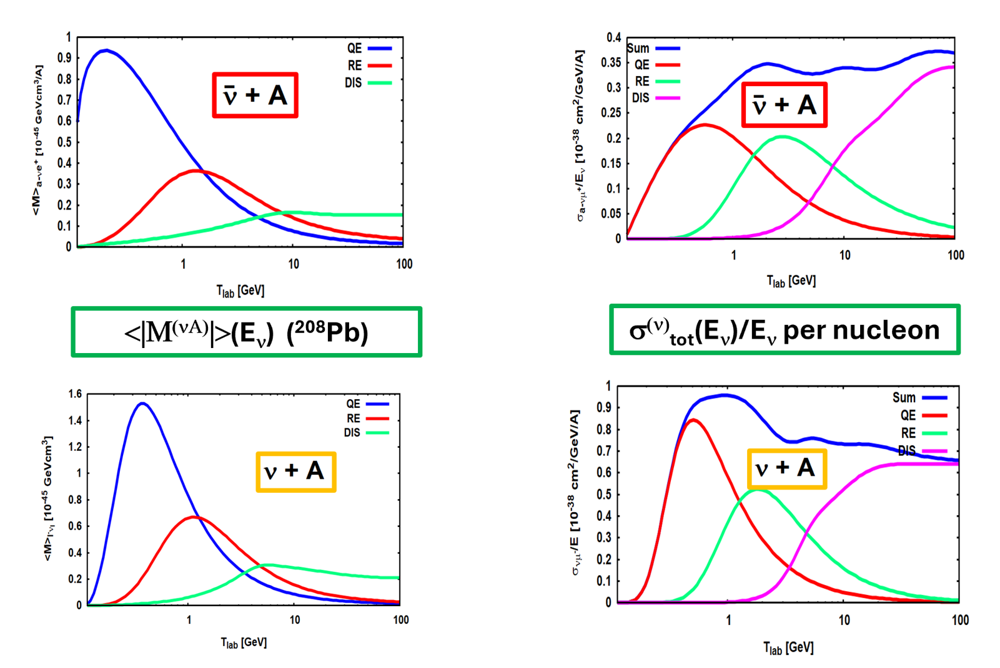 1
0.9
0.8
0.7
0.6
0.5
0.4
0.3
0.2
0.1
0
<M>a-νe+ [10-45 GeVcm3/A]
QE
RE
DIS
ν̄ + A
1 10 100
Tlab [GeV]
0.4
0.35
0.3
0.25
0.2
0.15
0.1
0.05
0
σa-νμ+/Eν [10-38 cm2/GeV/A]
Sum
QE
RE
DIS
ν̄ + A
1 10 100
Tlab [GeV]
<|M(νA)|>(Eν) (208Pb)
σ(ν)tot(Eν)/Eν per nucleon
1.6
1.4
1.2
1
0.8
0.6
0.4
0.2
0
<M>l-νl [10-45 GeVcm3]
QE
RE
DIS
ν + A
1 10 100
Tlab [GeV]
1
0.9
0.8
0.7
0.6
0.5
0.4
0.3
0.2
0.1
0
σνμ-/E [10-38 cm2/GeV/A]
Sum
QE
RE
DIS
ν + A
1 10 100
Tlab [GeV]